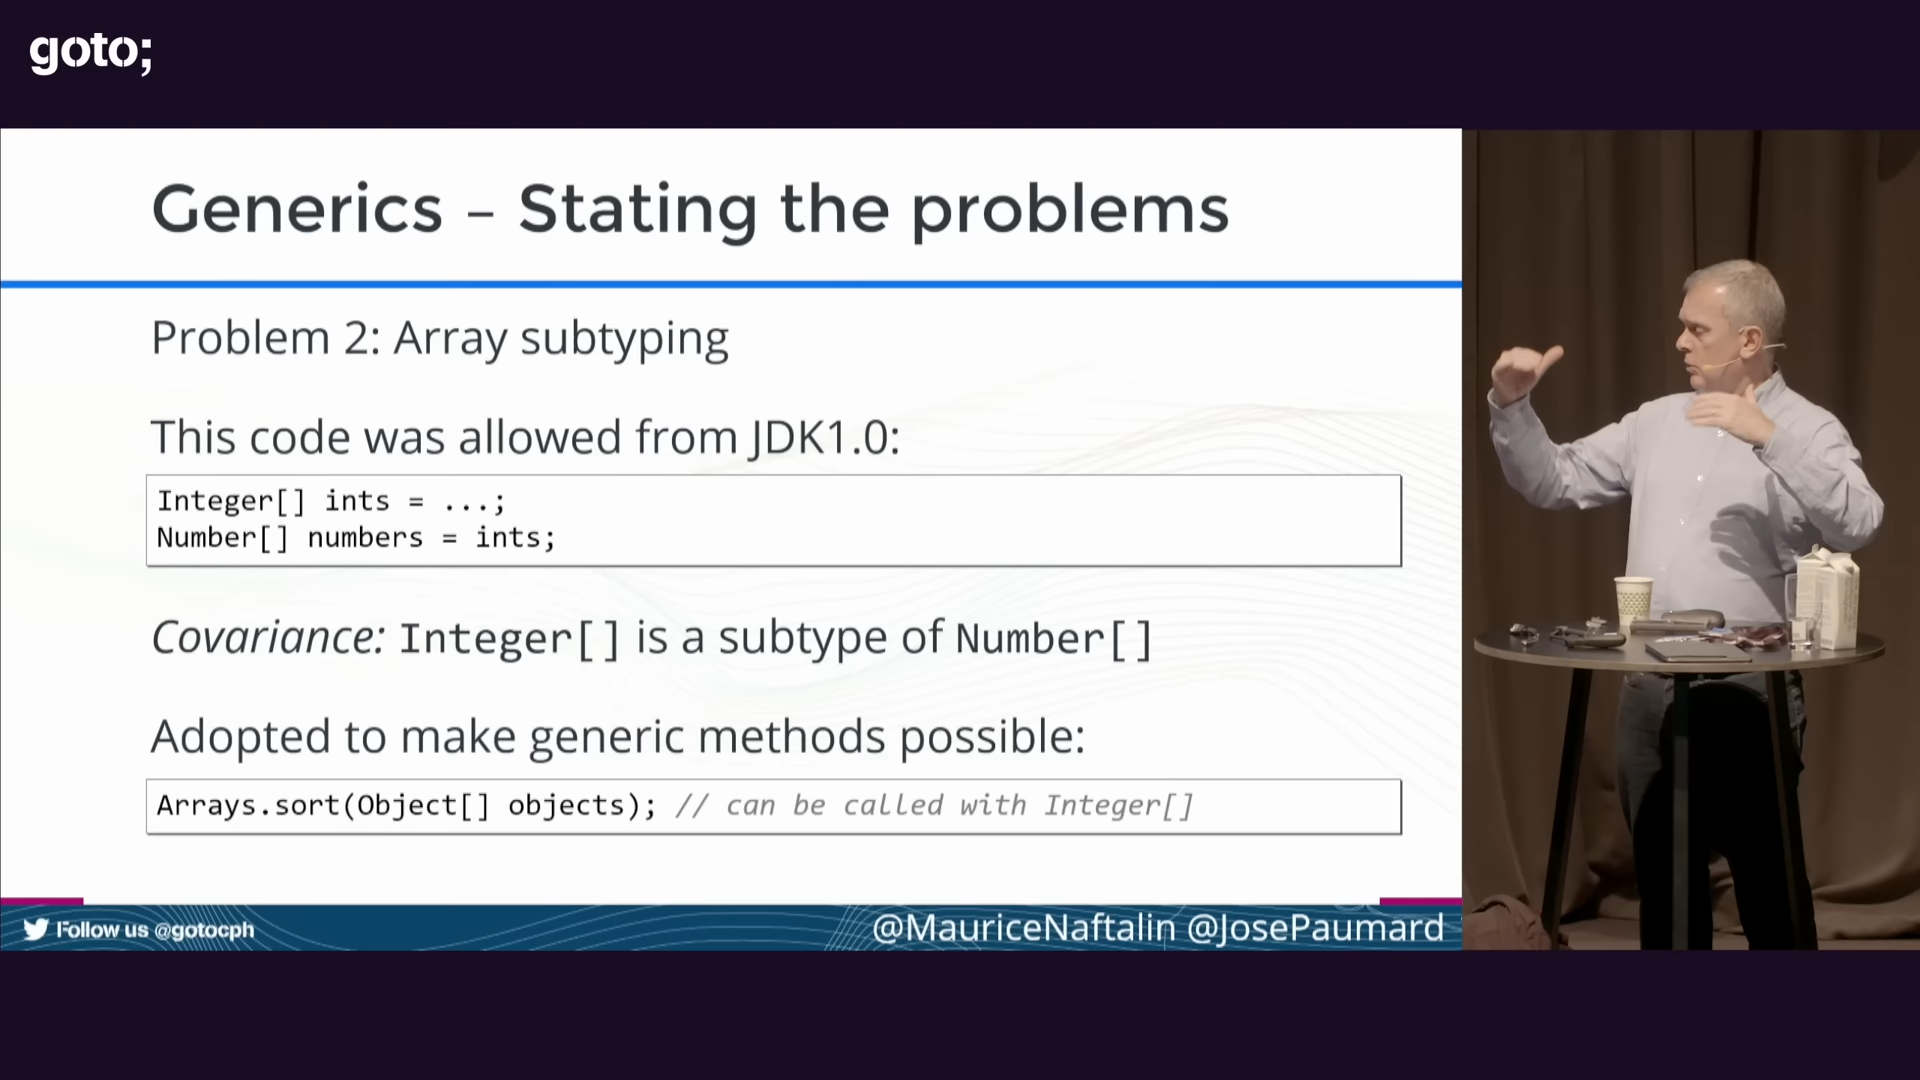 goto;
Generics – Stating the problems
Problem 2: Array subtyping
This code was allowed from JDK1.0:
Integer[] ints = ...;
Number[] numbers = ints;
Covariance: Integer[] is a subtype of Number[]
Adopted to make generic methods possible:
Arrays.sort(Object[] objects); // can be called with Integer[]
Follow us @gotocph
@MauriceNaftalin @JosePaumard